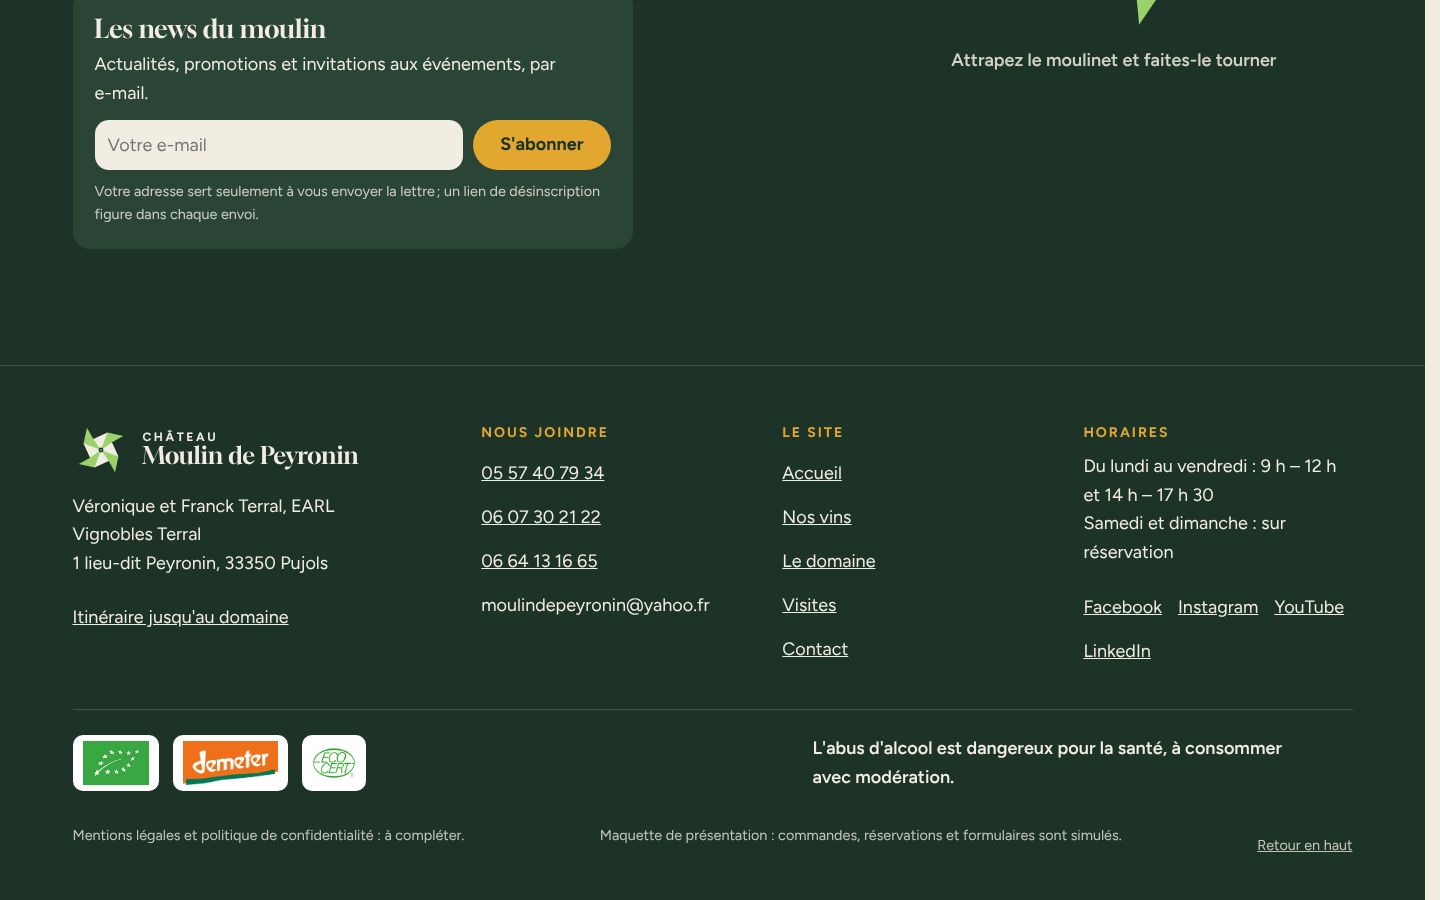 Les news du moulin
Actualités, promotions et invitations aux événements, par
e-mail.
Votre e-mail
S'abonner
Votre adresse sert seulement à vous envoyer la lettre ; un lien de désinscription
figure dans chaque envoi.
Attrapez le moulinet et faites-le tourner
CHÂTEAU
Moulin de Peyronin
Véronique et Franck Terral, EARL
Vignobles Terral
1 lieu-dit Peyronin, 33350 Pujols
Itinéraire jusqu'au domaine
NOUS JOINDRE
05 57 40 79 34
06 07 30 21 22
06 64 13 16 65
moulindepeyronin@yahoo.fr
LE SITE
Accueil
Nos vins
Le domaine
Visites
Contact
HORAIRES
Du lundi au vendredi : 9 h – 12 h
et 14 h – 17 h 30
Samedi et dimanche : sur
réservation
Facebook Instagram YouTube
LinkedIn
demeter
ECO
CERT
L'abus d'alcool est dangereux pour la santé, à consommer
avec modération.
Mentions légales et politique de confidentialité : à compléter.
Maquette de présentation : commandes, réservations et formulaires sont simulés.
Retour en haut